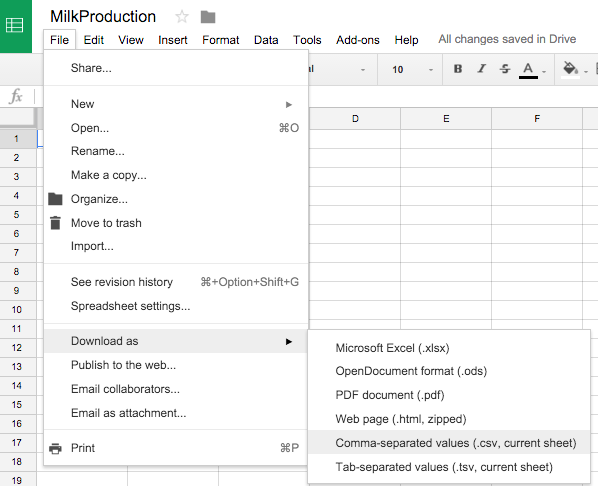 MilkProduction
File Edit View Insert Format Data Tools Add-ons Help All changes saved in Drive
Share...
10 B I S A
fx
New
Open... ⌘O
Rename...
Make a copy...
Organize...
Move to trash
Import...
See revision history ⌘+Option+Shift+G
Spreadsheet settings...
Download as
Publish to the web...
Email collaborators...
Email as attachment...
Print ⌘P
D E F
1
2
3
4
5
6
7
8
9
10
11
12
13
14
15
16
17
18
Microsoft Excel (.xlsx)
OpenDocument format (.ods)
PDF document (.pdf)
Web page (.html, zipped)
Comma-separated values (.csv, current sheet)
Tab-separated values (.tsv, current sheet)